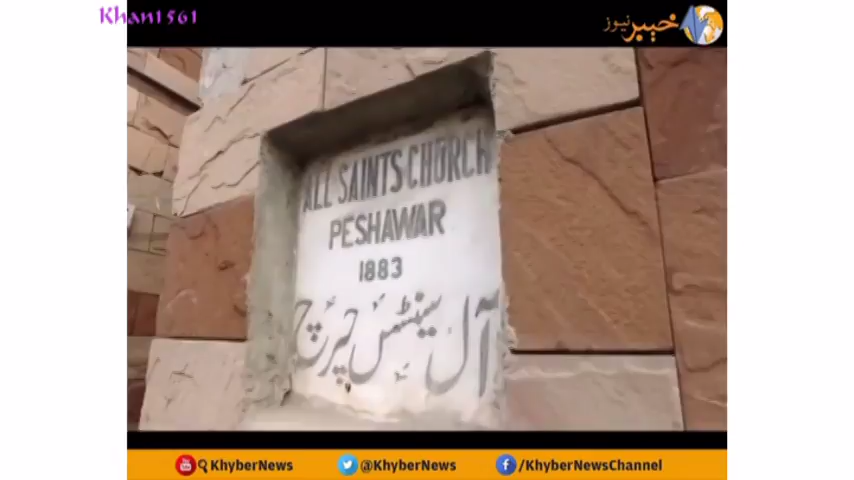 Khan1561
خیبر نیوز
ALL SAINTS CHURCH
PESHAWAR
1883
آل سینٹس چرچ
KhyberNews
@KhyberNews
/KhyberNewsChannel